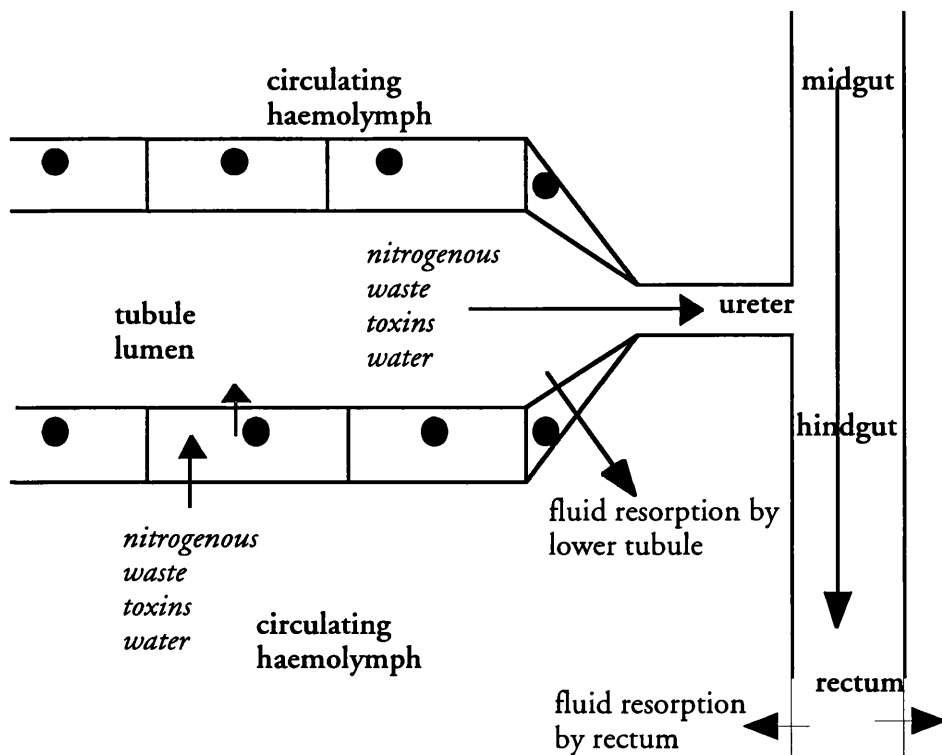 circulating
haemolymph
midgut
nitrogenous
waste
toxins
water
ureter
tubule
lumen
hindgut
fluid resorption by
lower tubule
nitrogenous
waste
toxins
water
circulating
haemolymph
rectum
fluid resorption
by rectum